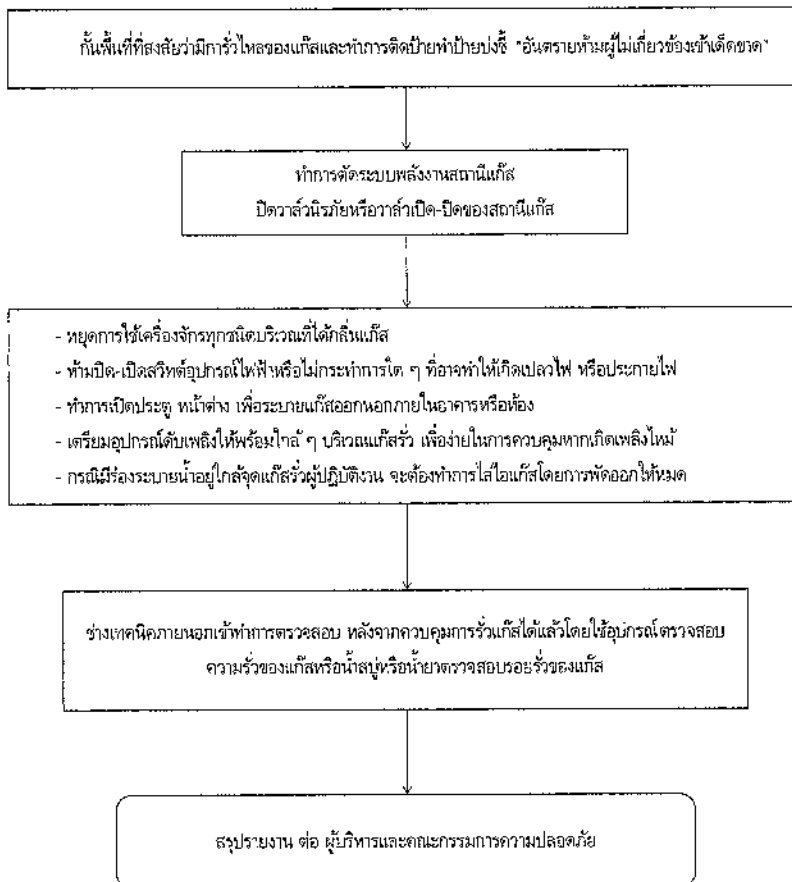 กั้นพื้นที่ที่สงสัยว่ามีการรั่วไหลของแก๊สและทำการติดป้ายทำป้ายบ่งชี้ "อันตรายห้ามผู้ไม่เกี่ยวข้องเข้าเด็ดขาด"
ทำการตัดระบบพลังงานสถานีแก๊ส
ปิดวาล์วนิรภัยหรือวาล์วเปิด-ปิดของสถานีแก๊ส
- หยุดการใช้เครื่องจักรทุกชนิดบริเวณที่ได้กลิ่นแก๊ส
- ห้ามปิด-เปิดสวิทต์อุปกรณ์ไฟฟ้าหรือไม่กระทำการใด ๆ ที่อาจทำให้เกิดเปลวไฟ หรือประกายไฟ
- ทำการเปิดประตู หน้าต่าง เพื่อระบายแก๊สออกนอกภายในอาคารหรือห้อง
- เตรียมอุปกรณ์ดับเพลิงให้พร้อมใกล้ ๆ บริเวณแก๊สรั่ว เพื่อง่ายในการควบคุมหากเกิดเพลิงไหม้
- กรณีมีร่องระบายน้ำอยู่ใกล้จุดแก๊สรั่วผู้ปฏิบัติงาน จะต้องทำการไล่ไอแก๊สโดยการพัดออกให้หมด
ช่างเทคนิคภายนอกเข้าทำการตรวจสอบ หลังจากควบคุมการรั่วแก๊สได้แล้วโดยใช้อุปกรณ์ตรวจสอบ
ความรั่วของแก๊สหรือน้ำสบู่หรือน้ำยาตรวจสอบรอยรั่วของแก๊ส
สรุปรายงาน ต่อ ผู้บริหารและคณะกรรมการความปลอดภัย